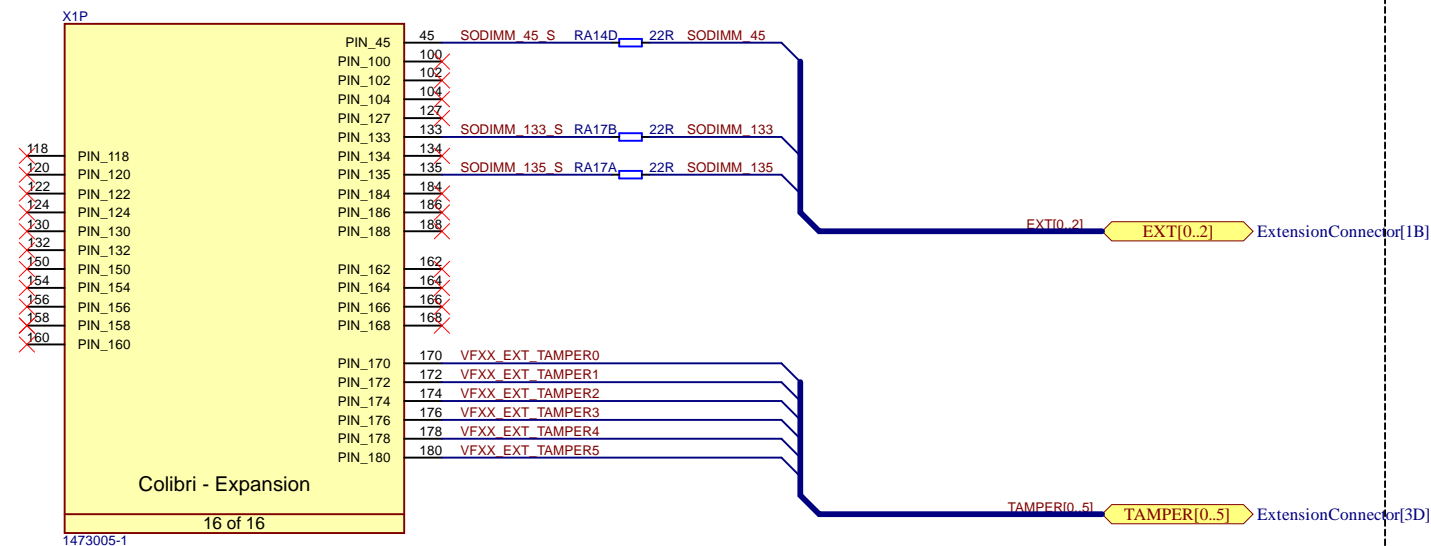 X1P
PIN_45 45 SODIMM_45_S RA14D 22R SODIMM_45
PIN_100 100
PIN_102 102
PIN_104 104
PIN_127 127
PIN_133 133 SODIMM_133_S RA17B 22R SODIMM_133
118 PIN_118 PIN_134 134
120 PIN_120 PIN_135 135 SODIMM_135_S RA17A 22R SODIMM_135
122 PIN_122 PIN_184 184
124 PIN_124 PIN_186 186
130 PIN_130 PIN_188 188 EXT[0..2] EXT[0..2] ExtensionConnector[1B]
132 PIN_132
150 PIN_150 PIN_162 162
154 PIN_154 PIN_164 164
156 PIN_156 PIN_166 166
158 PIN_158 PIN_168 168
160 PIN_160
PIN_170 170 VFXX_EXT_TAMPER0
PIN_172 172 VFXX_EXT_TAMPER1
PIN_174 174 VFXX_EXT_TAMPER2
PIN_176 176 VFXX_EXT_TAMPER3
PIN_178 178 VFXX_EXT_TAMPER4
PIN_180 180 VFXX_EXT_TAMPER5
Colibri - Expansion
TAMPER[0..5] TAMPER[0..5] ExtensionConnector[3D]
16 of 16
1473005-1